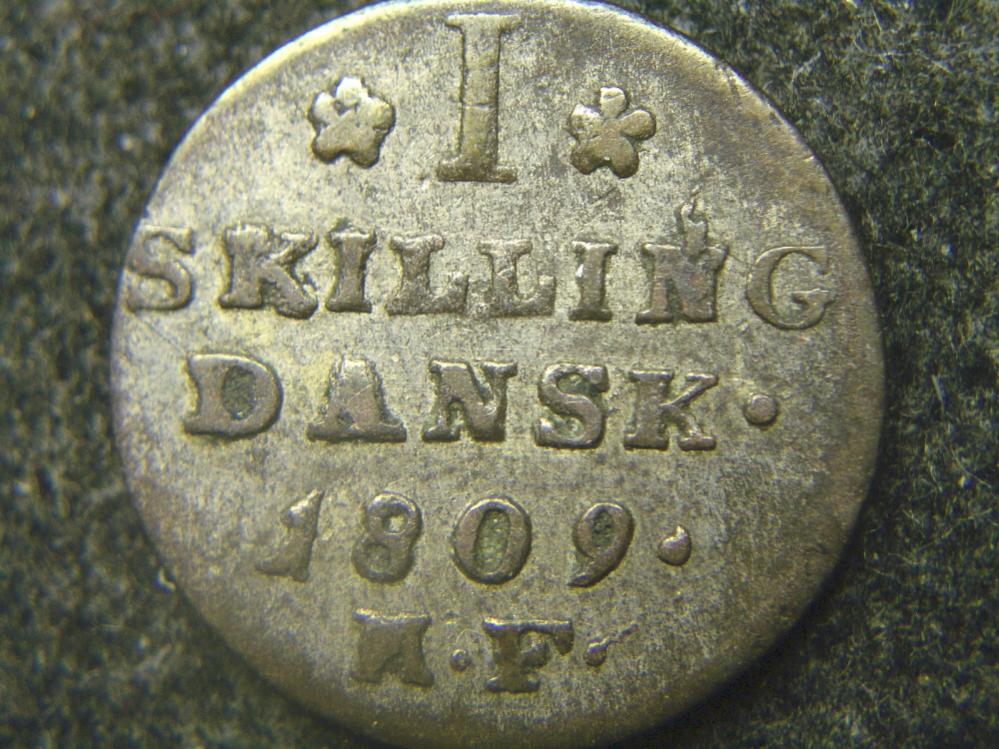 I
SKILLING
DANSK.
1809.
M.F.